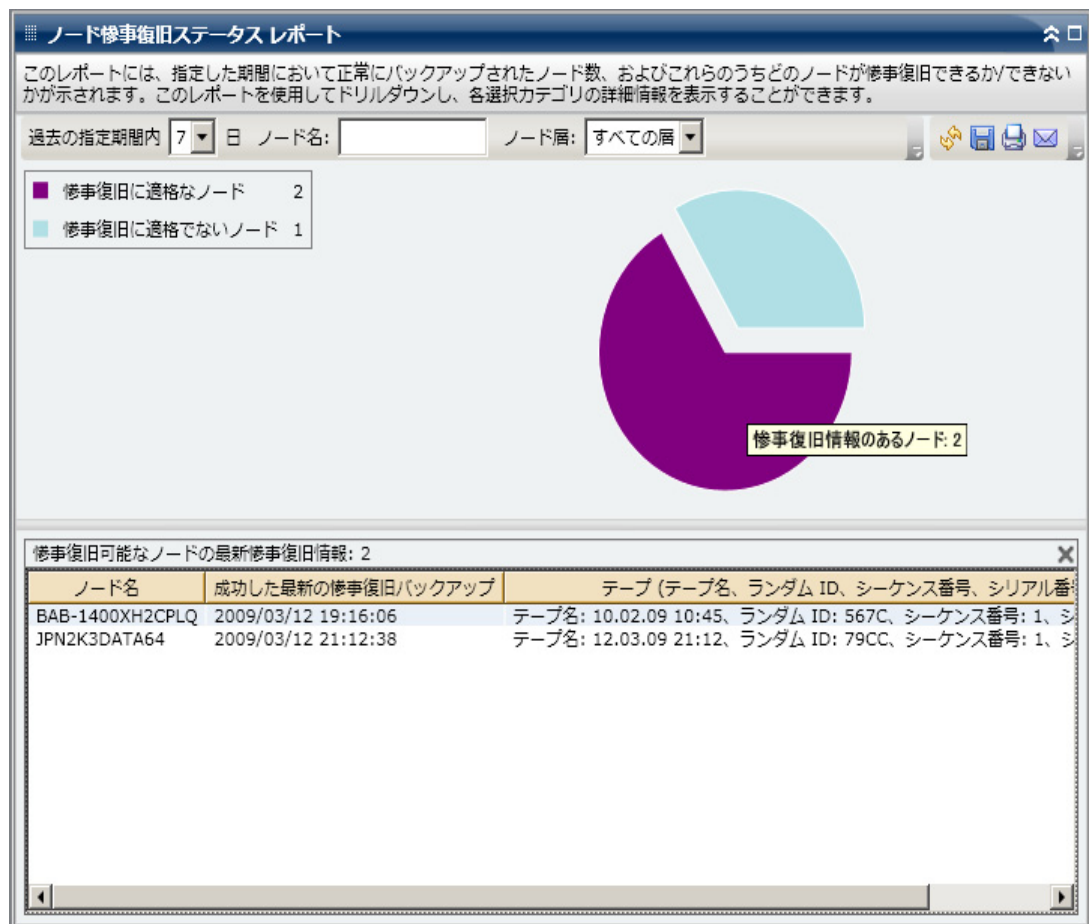 ノード惨事復旧ステータス レポート
このレポートには、指定した期間において正常にバックアップされたノード数、およびこれらのうちどのノードが惨事復旧できるか/できない
かが示されます。このレポートを使用してドリルダウンし、各選択カテゴリの詳細情報を表示することができます。
過去の指定期間内 7 日 ノード名: ノード層: すべての層
惨事復旧に適格なノード 2
惨事復旧に適格でないノード 1
惨事復旧情報のあるノード: 2
惨事復旧可能なノードの最新惨事復旧情報: 2
ノード名 成功した最新の惨事復旧バックアップ テープ (テープ名、ランダム ID、シーケンス番号、シリアル番
BAB-1400XH2CPLQ 2009/03/12 19:16:06 テープ名: 10.02.09 10:45、ランダム ID: 567C、シーケンス番号: 1、シ
JPN2K3DATA64 2009/03/12 21:12:38 テープ名: 12.03.09 21:12、ランダム ID: 79CC、シーケンス番号: 1、シ